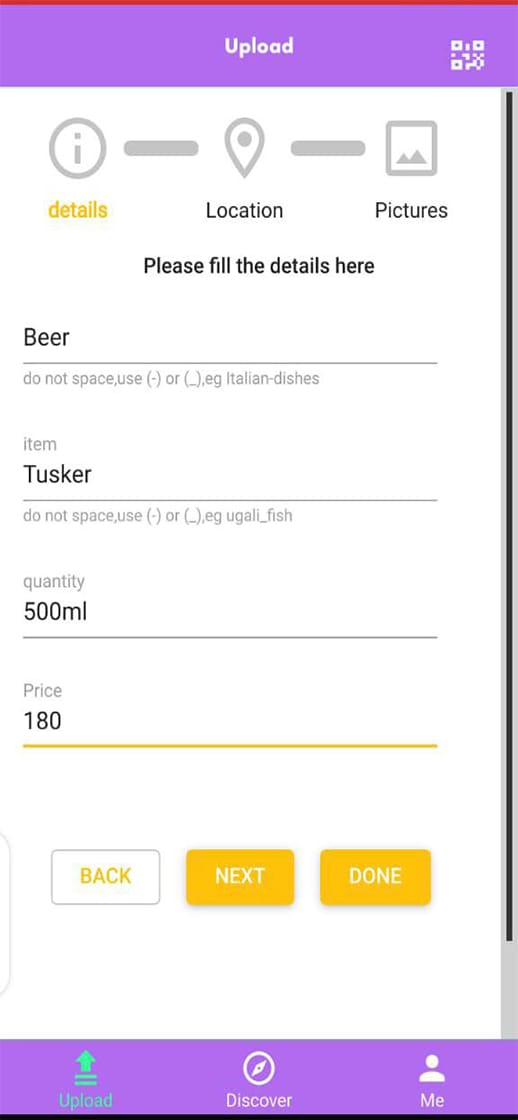 Upload
details
Location
Pictures
Please fill the details here
Beer
do not space,use (-) or (_),eg Italian-dishes
item
Tusker
do not space,use (-) or (_),eg ugali_fish
quantity
500ml
Price
180
BACK
NEXT
DONE
Upload
Discover
Me